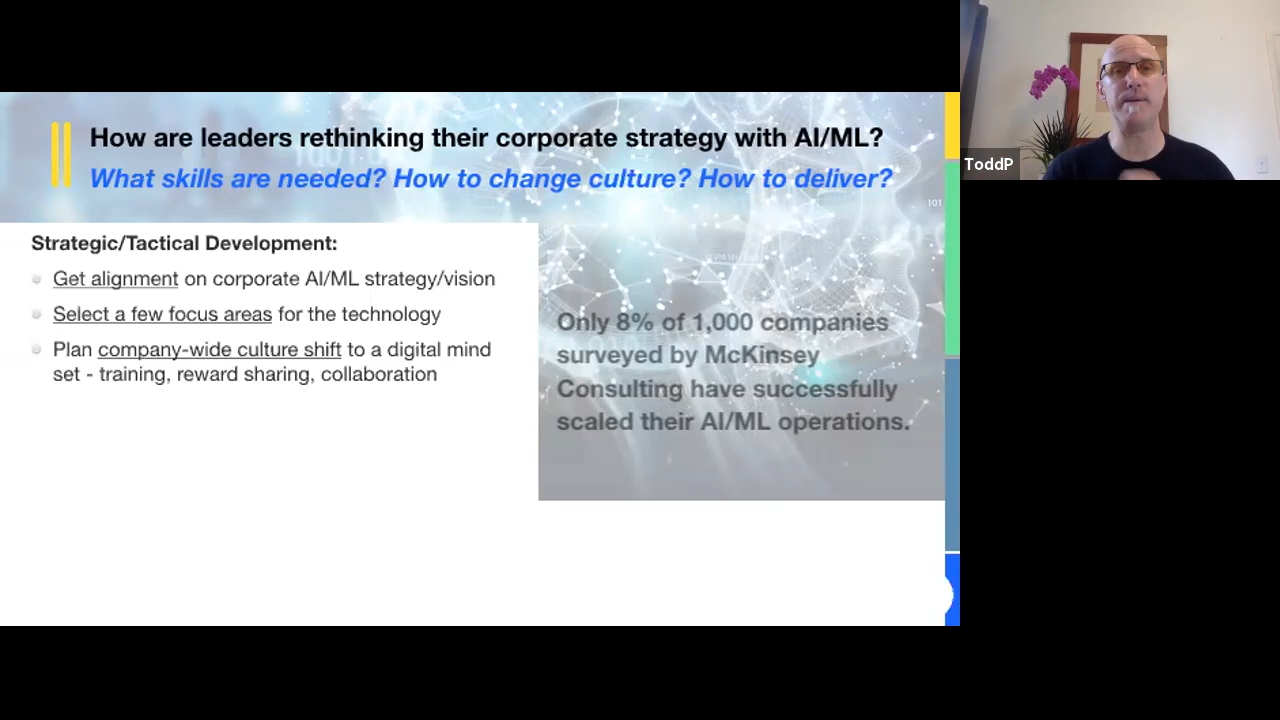 How are leaders rethinking their corporate strategy with AI/ML?
What skills are needed? How to change culture? How to deliver?
Strategic/Tactical Development:
Get alignment on corporate AI/ML strategy/vision
Select a few focus areas for the technology
Plan company-wide culture shift to a digital mind
set - training, reward sharing, collaboration
Only 8% of 1,000 companies
surveyed by McKinsey
Consulting have successfully
scaled their AI/ML operations.
101
ToddP